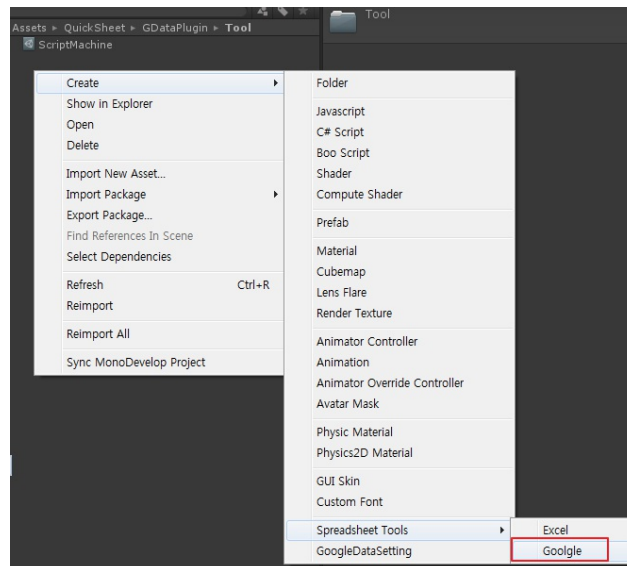 Assets ▸ QuickSheet ▸ GDataPlugin ▸ Tool
Tool
ScriptMachine
Create
Show in Explorer
Open
Delete
Import New Asset...
Import Package
Export Package...
Find References In Scene
Select Dependencies
Refresh Ctrl+R
Reimport
Reimport All
Sync MonoDevelop Project
Folder
Javascript
C# Script
Boo Script
Shader
Compute Shader
Prefab
Material
Cubemap
Lens Flare
Render Texture
Animator Controller
Animation
Animator Override Controller
Avatar Mask
Physic Material
Physics2D Material
GUI Skin
Custom Font
Spreadsheet Tools
GoogleDataSetting
Excel
Goolgle